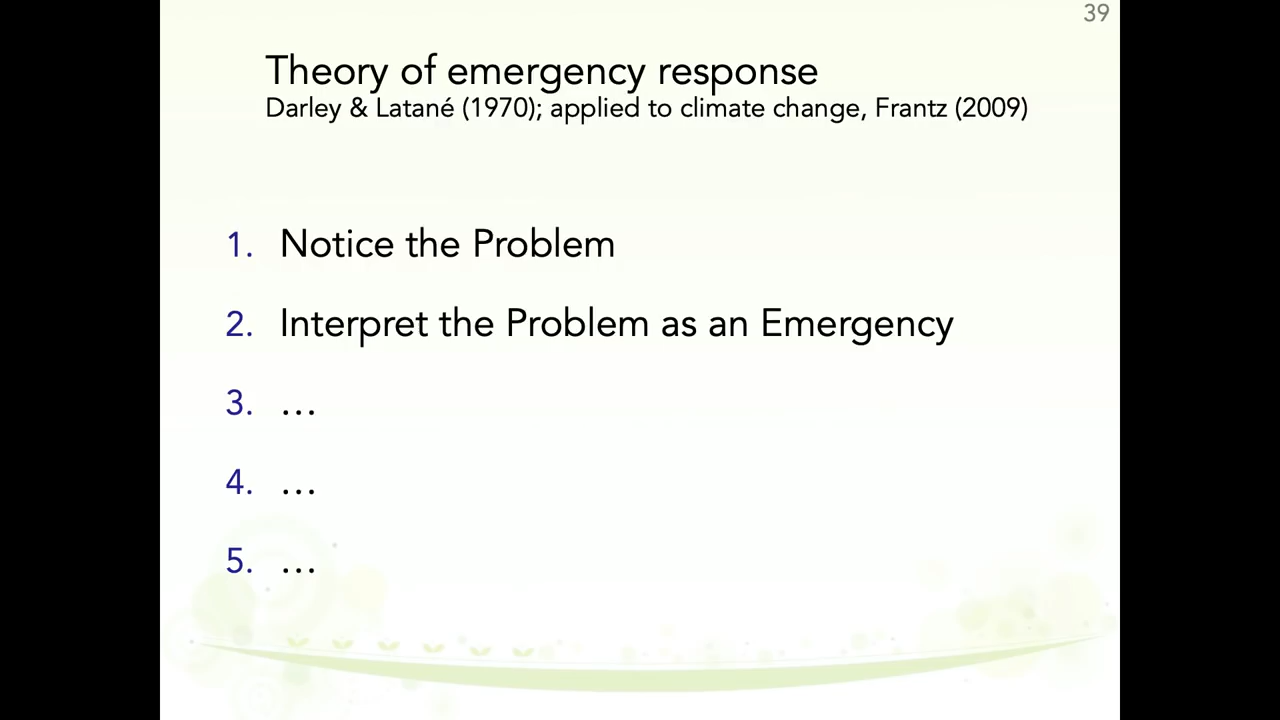 39
Theory of emergency response
Darley & Latané (1970); applied to climate change, Frantz (2009)
1. Notice the Problem
2. Interpret the Problem as an Emergency
3. …
4. …
5. …